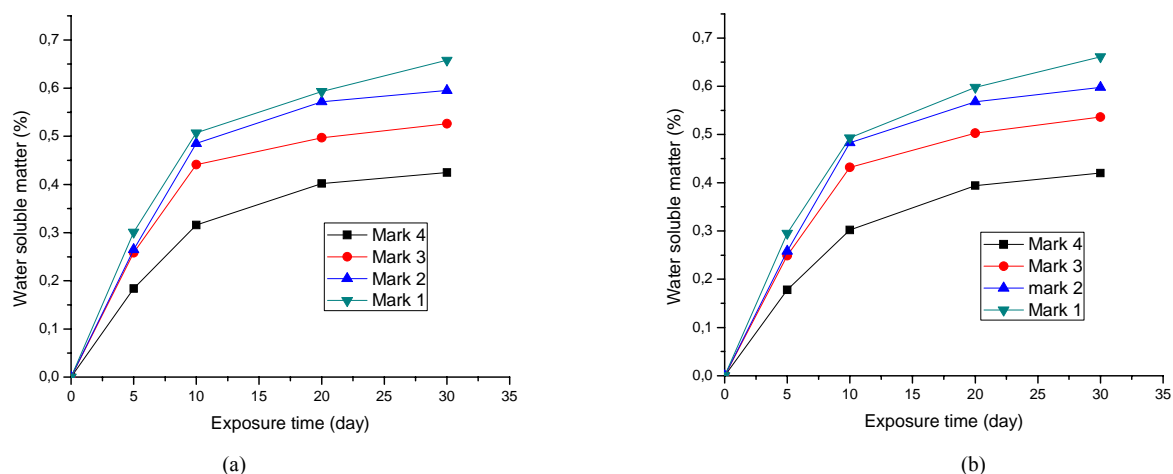 0,7
0,6
0,5
0,4
0,3
0,2
0,1
0,0
Water soluble matter (%)
Mark 4
Mark 3
Mark 2
Mark 1
0 5 10 15 20 25 30 35
Exposure time (day)
(a)
0,7
0,6
0,5
0,4
0,3
0,2
0,1
0,0
Water soluble matter (%)
Mark 4
Mark 3
mark 2
Mark 1
0 5 10 15 20 25 30 35
Exposure time (day)
(b)